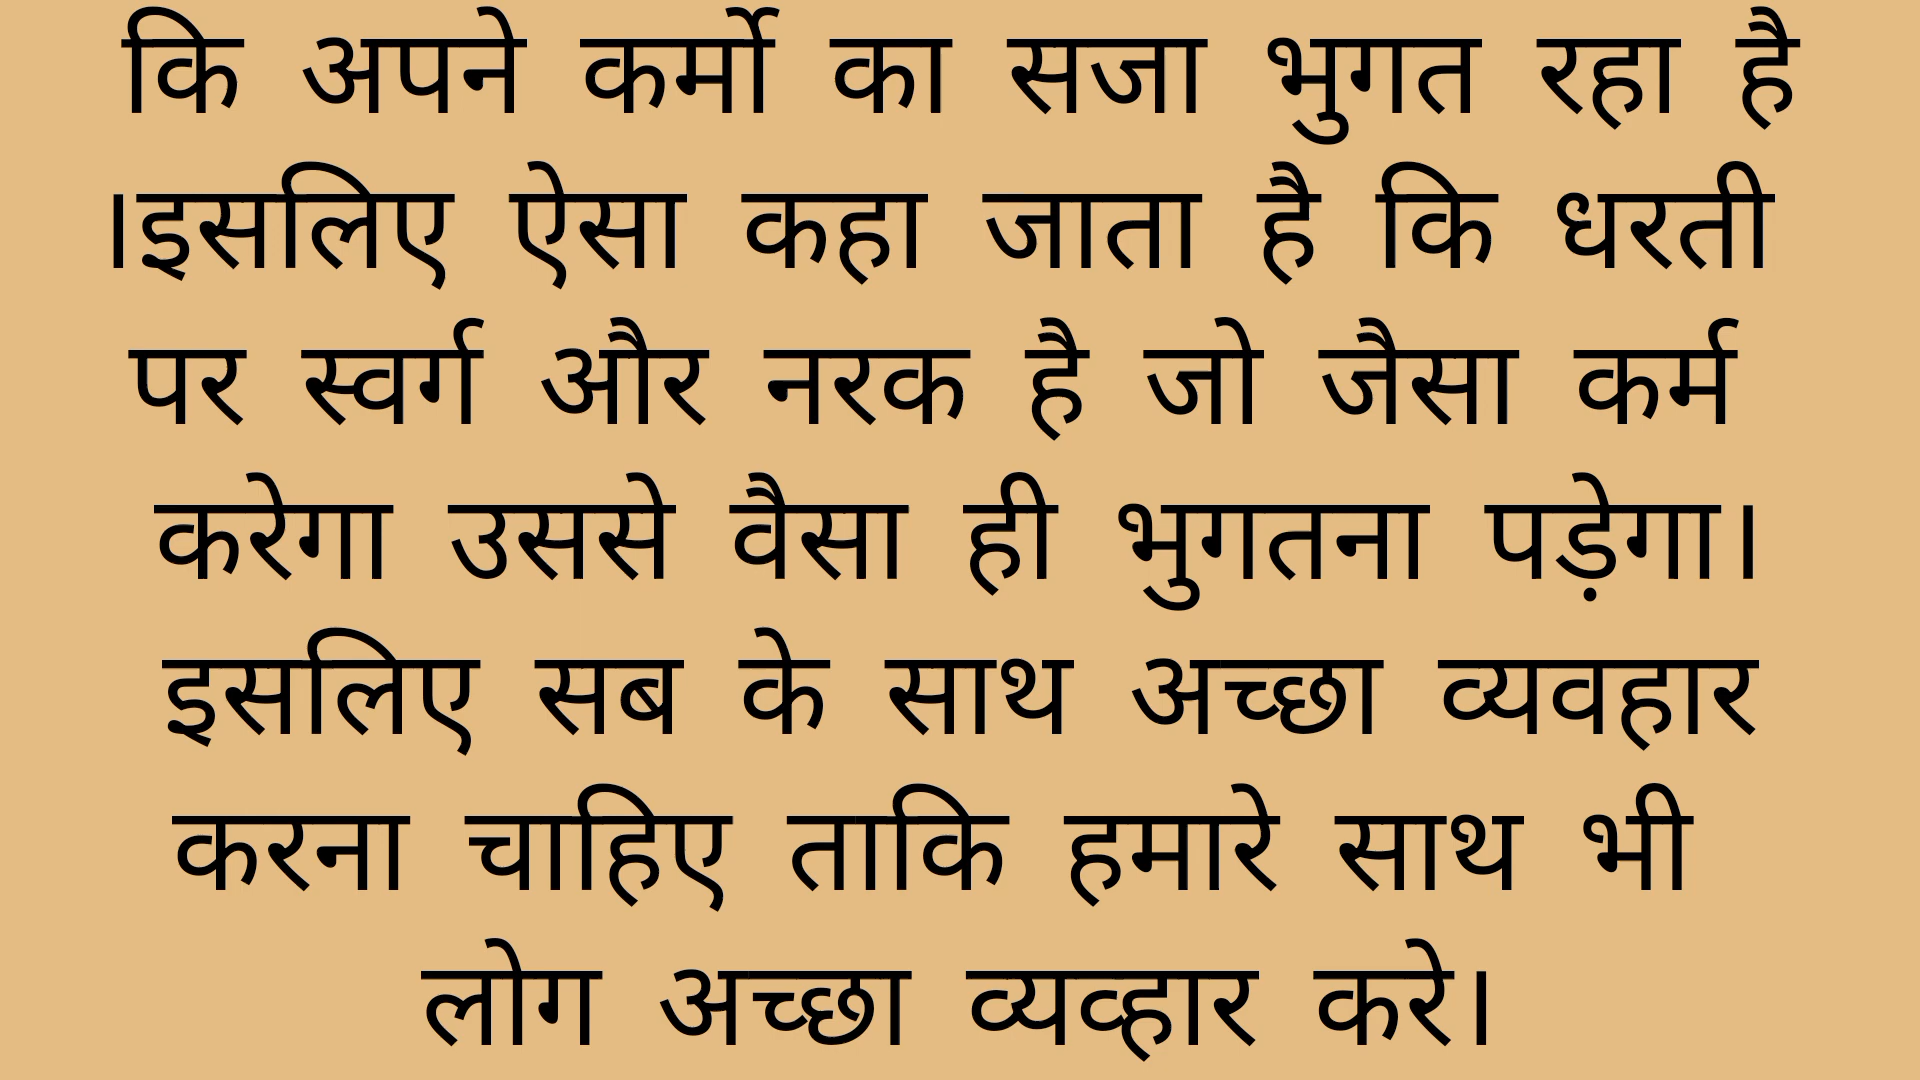 कि अपने कर्मो का सजा भुगत रहा है
।इसलिए ऐसा कहा जाता है कि धरती
पर स्वर्ग और नरक है जो जैसा कर्म
करेगा उससे वैसा ही भुगतना पड़ेगा।
इसलिए सब के साथ अच्छा व्यवहार
करना चाहिए ताकि हमारे साथ भी
लोग अच्छा व्यव्हार करे।